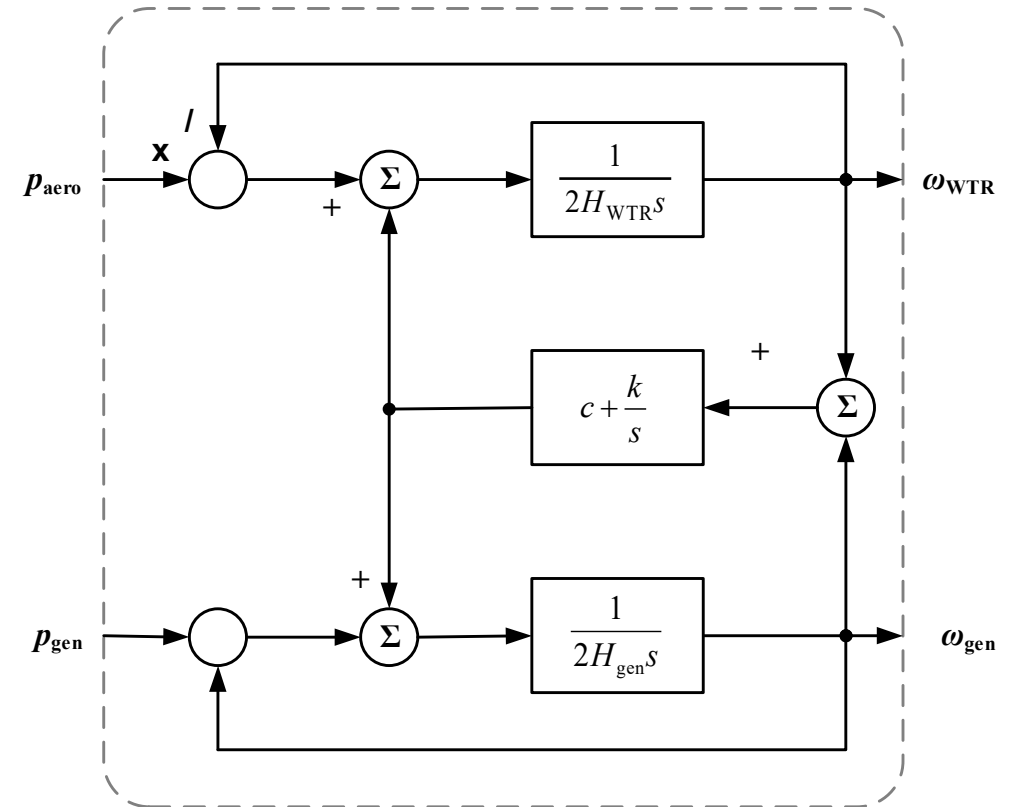 /
x
p_aero
Σ
1
2H_WTR s
ω_WTR
+
+
c + k/s
Σ
+
p_gen
Σ
1
2H_gen s
ω_gen